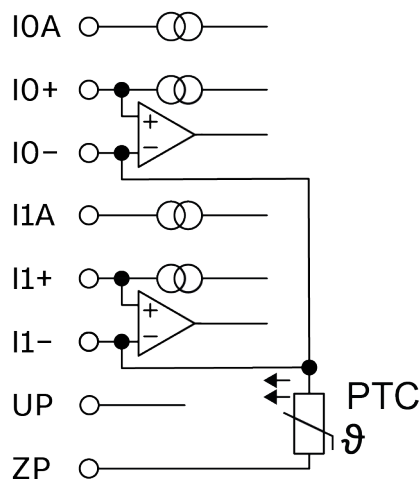 I0A
I0+
+
I0−
−
I1A
I1+
+
I1−
−
UP
PTC
ϑ
ZP